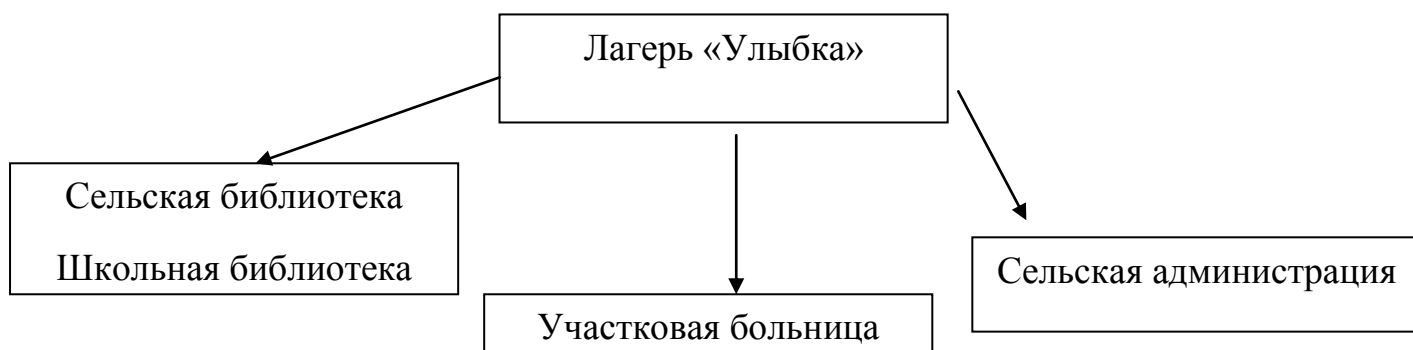 Лагерь «Улыбка»
Сельская библиотека
Школьная библиотека
Сельская администрация
Участковая больница